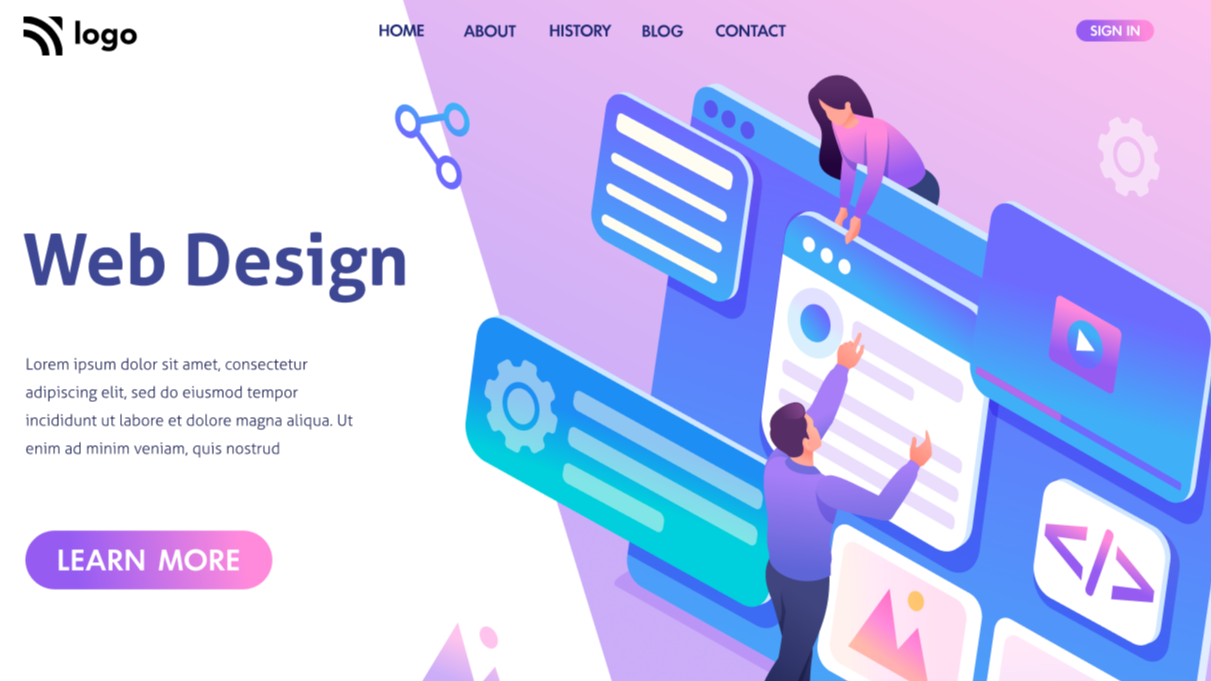 logo
HOME ABOUT HISTORY BLOG CONTACT
SIGN IN
Web Design
Lorem ipsum dolor sit amet, consectetur
adipiscing elit, sed do eiusmod tempor
incididunt ut labore et dolore magna aliqua. Ut
enim ad minim veniam, quis nostrud
LEARN MORE
</>